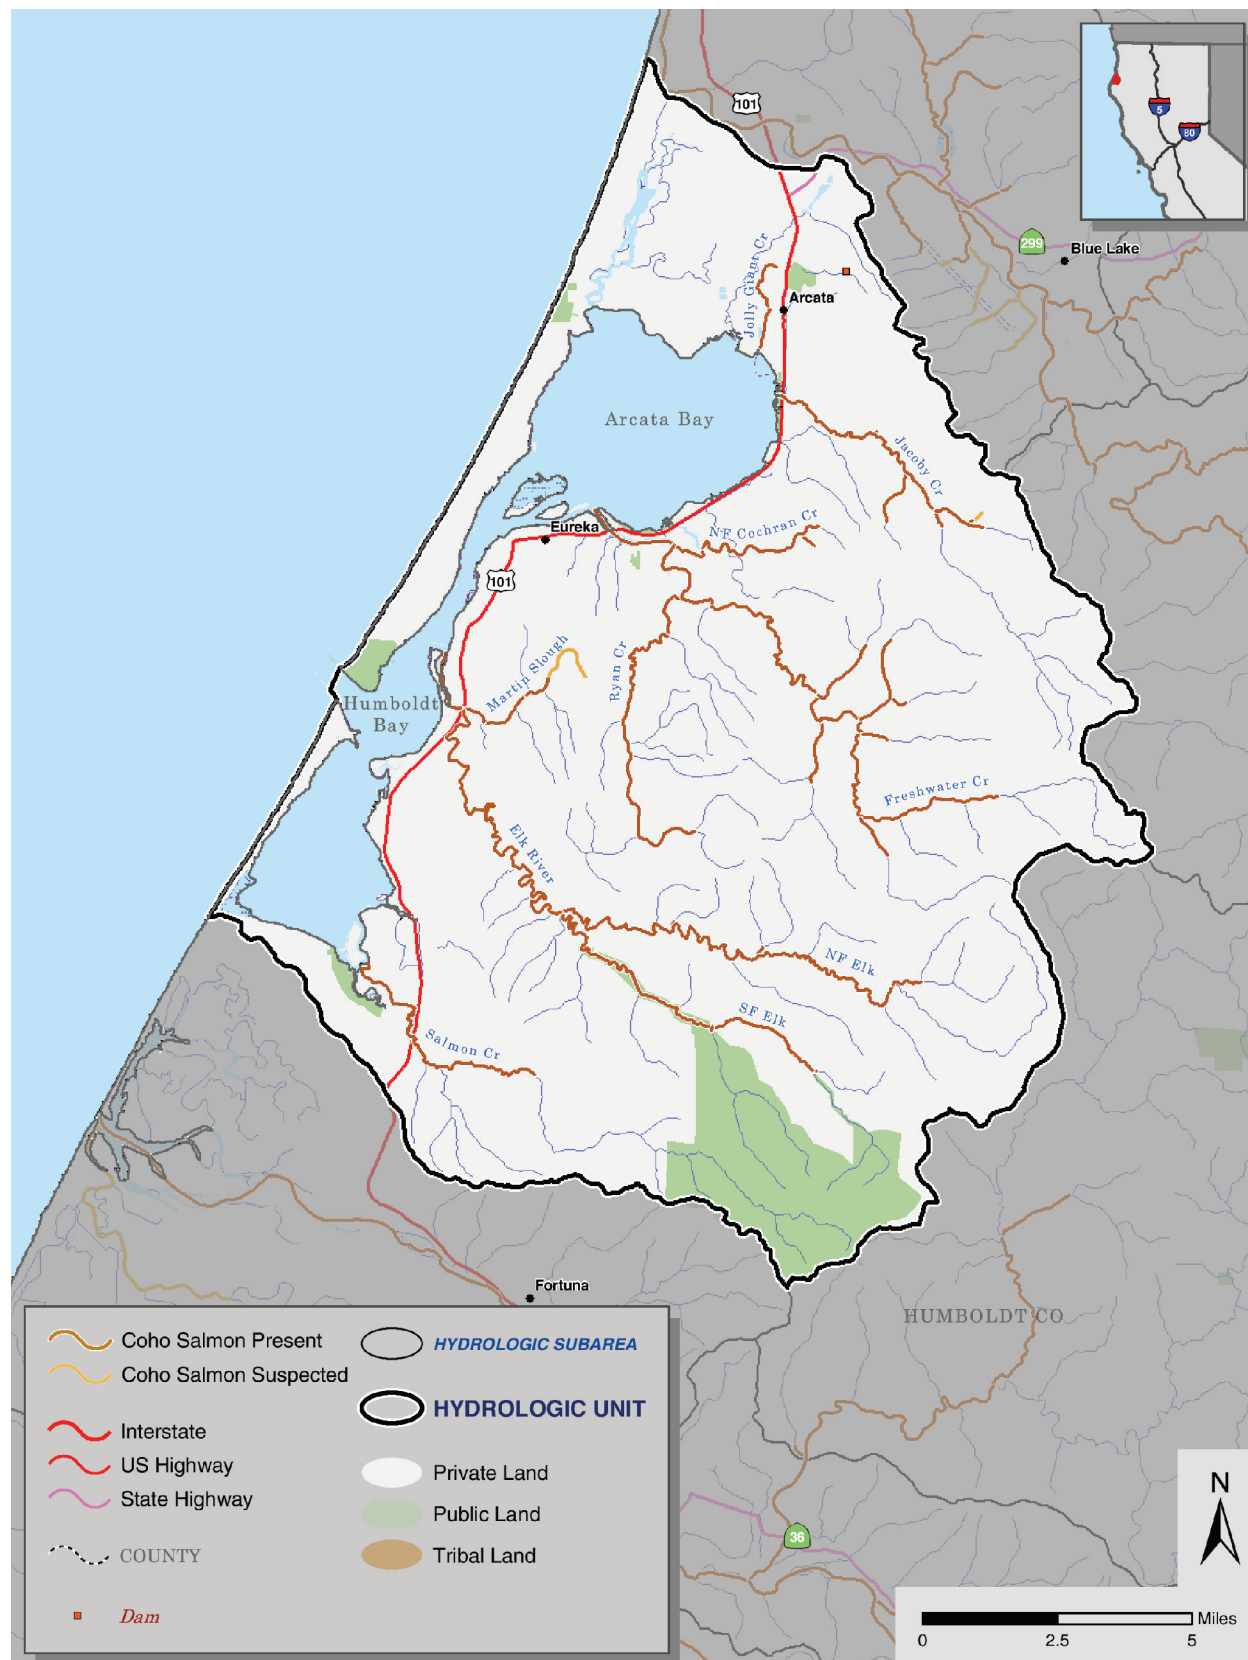 101
5
80
299
Blue Lake
Jolly Giant Cr
Arcata
Arcata Bay
Jacoby Cr
NF Cochran Cr
Eureka
101
Martin Slough
Ryan Cr
Humboldt
Bay
Freshwater Cr
Elk River
NF Elk
SF Elk
Salmon Cr
Fortuna
HUMBOLDT CO
Coho Salmon Present
Coho Salmon Suspected
Interstate
US Highway
State Highway
COUNTY
Dam
HYDROLOGIC SUBAREA
HYDROLOGIC UNIT
Private Land
Public Land
Tribal Land
36
N
Miles
0 2.5 5